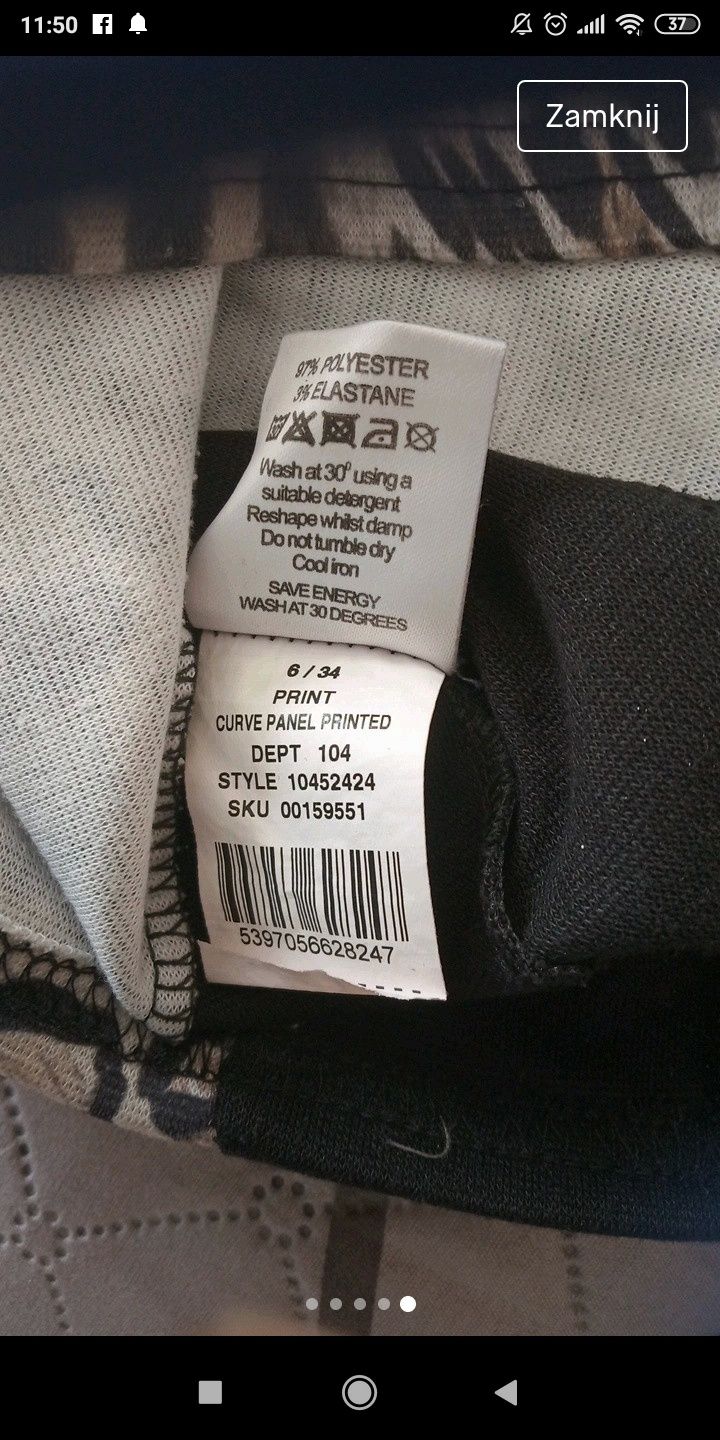 11:50
37
Zamknij
97% POLYESTER
3% ELASTANE
Wash at 30° using a
suitable detergent
Reshape whilst damp
Do not tumble dry
Cool iron
SAVE ENERGY
WASH AT 30 DEGREES
6 / 34
PRINT
CURVE PANEL PRINTED
DEPT 104
STYLE 10452424
SKU 00159551
5397056628247